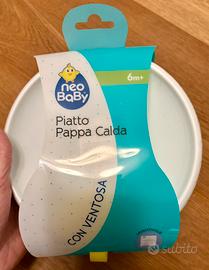 6m+
neo
BaBY
Piatto
Pappa Calda
CON VENTOSA
subito